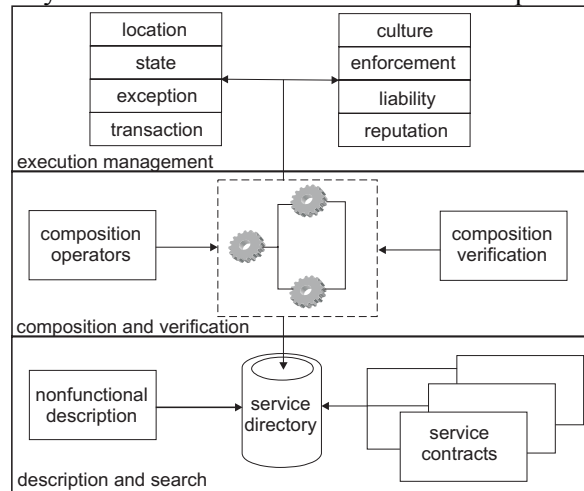 location
state
exception
transaction
culture
enforcement
liability
reputation
execution management
composition
operators
composition
verification
composition and verification
nonfunctional
description
service
directory
service
contracts
description and search